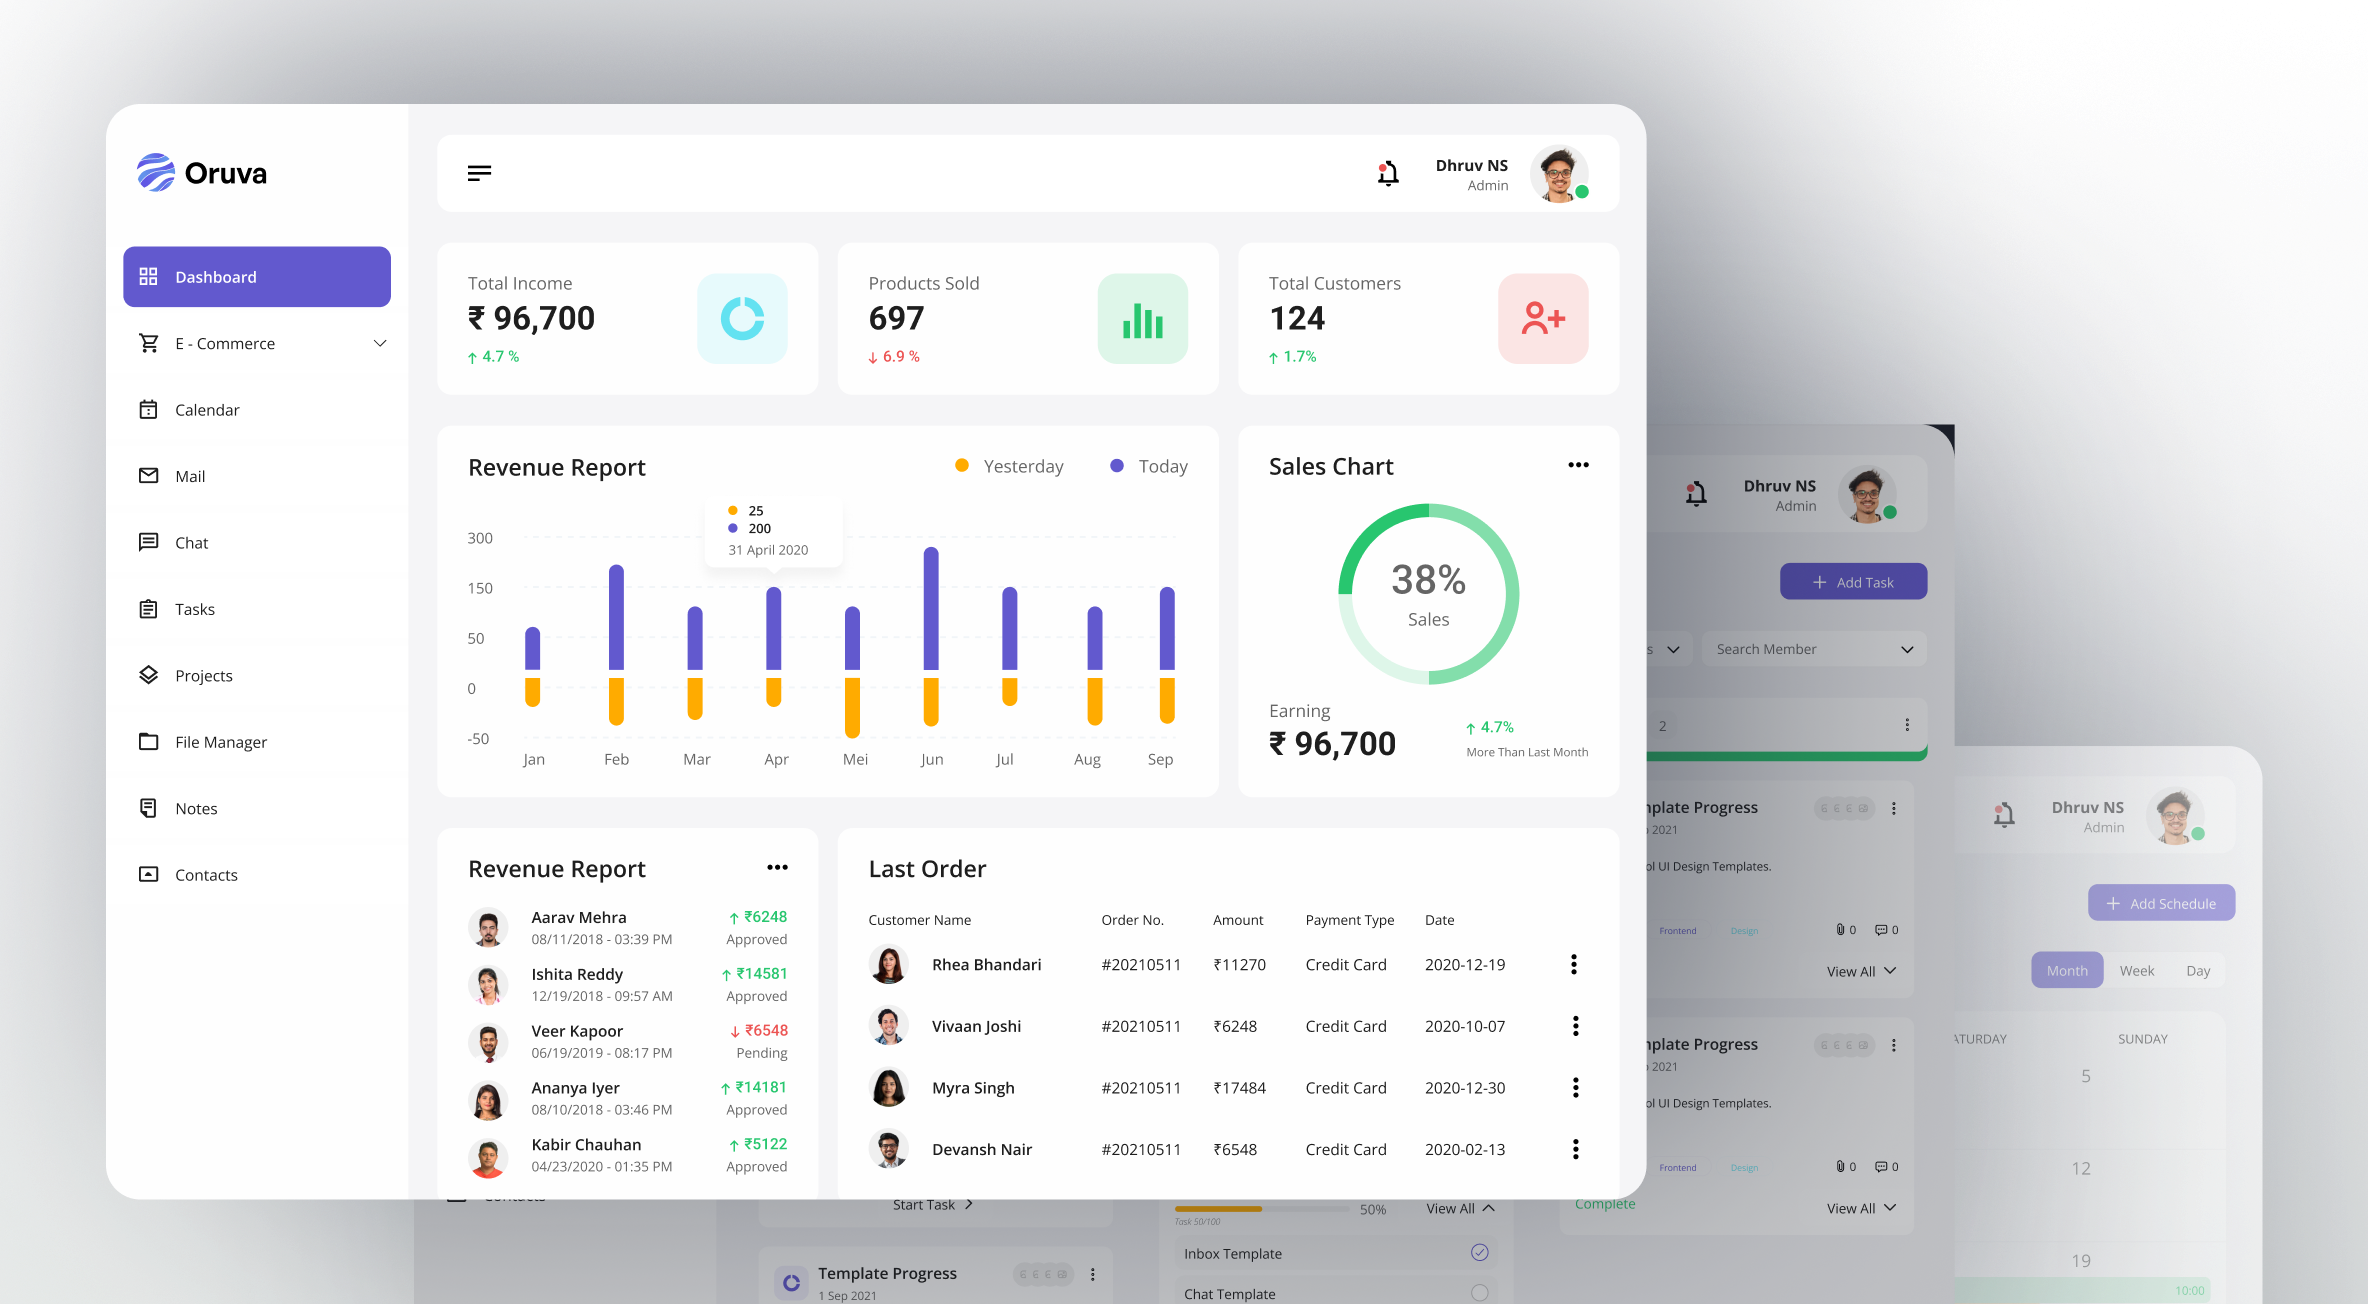 Oruva
Dashboard
E - Commerce
Calendar
Mail
Chat
Tasks
Projects
File Manager
Notes
Contacts
Dhruv NS
Admin
Total Income
₹ 96,700
↑ 4.7 %
Products Sold
697
↓ 6.9 %
Total Customers
124
↑ 1.7%
Revenue Report
Yesterday
Today
25
200
31 April 2020
300
150
50
0
-50
Jan Feb Mar Apr Mei Jun Jul Aug Sep
Sales Chart
38%
Sales
Earning
₹ 96,700
↑ 4.7%
More Than Last Month
Revenue Report
Aarav Mehra ↑ ₹6248
08/11/2018 - 03:39 PM Approved
Ishita Reddy ↑ ₹14581
12/19/2018 - 09:57 AM Approved
Veer Kapoor ↓ ₹6548
06/19/2019 - 08:17 PM Pending
Ananya Iyer ↑ ₹14181
08/10/2018 - 03:46 PM Approved
Kabir Chauhan ↑ ₹5122
04/23/2020 - 01:35 PM Approved
Last Order
Customer Name Order No. Amount Payment Type Date
Rhea Bhandari #20210511 ₹11270 Credit Card 2020-12-19
Vivaan Joshi #20210511 ₹6248 Credit Card 2020-10-07
Myra Singh #20210511 ₹17484 Credit Card 2020-12-30
Devansh Nair #20210511 ₹6548 Credit Card 2020-02-13
Dhruv NS
Admin
+ Add Task
Search Member
2
Progress
2021
UI Design Templates.
Frontend Design 0 0
View All
Progress
2021
UI Design Templates.
Frontend Design 0 0
Complete View All
Start Task
50% View All
Task 50/100
Inbox Template
Chat Template
Template Progress
1 Sep 2021
Dhruv NS
Admin
+ Add Schedule
Month Week Day
SUNDAY
5
12
19
10:00